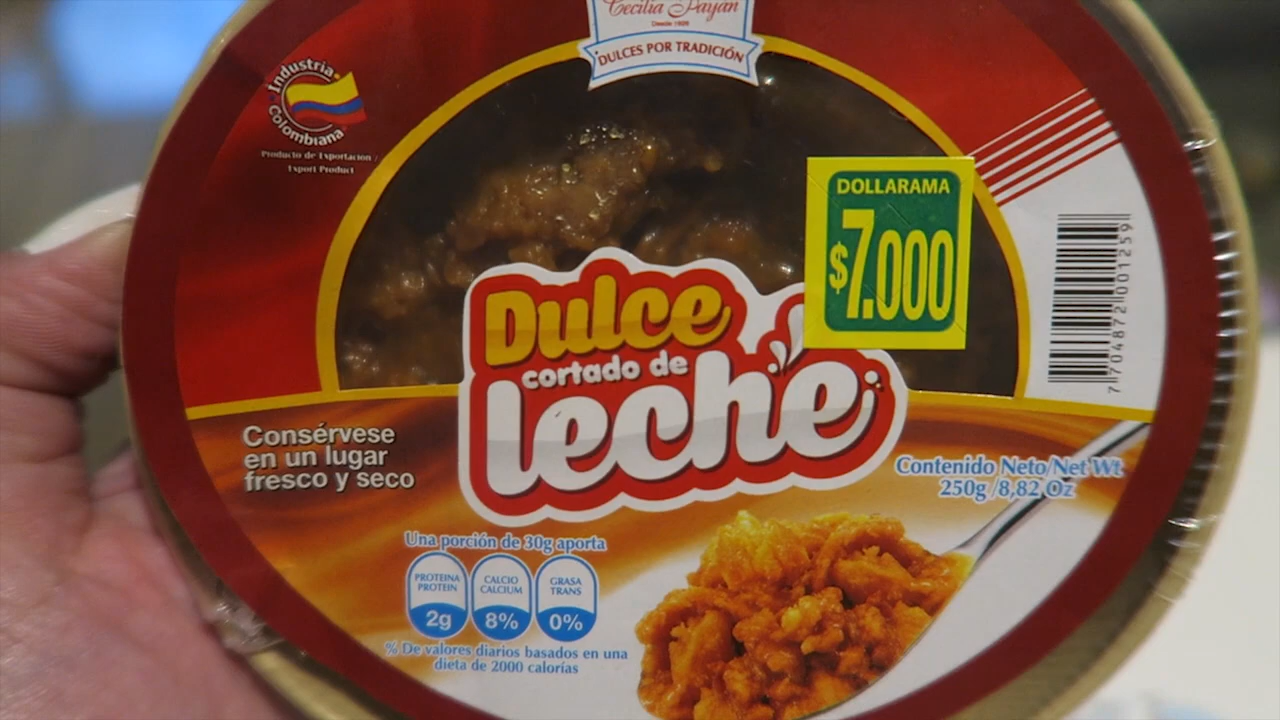 Cecilia Payán
Desde 1926
DULCES POR TRADICIÓN
Industria
Colombiana
Producto de Exportación /
Export Product
DOLLARAMA
$7.000
Dulce
cortado de
leche
7 704872 001259
Consérvese
en un lugar
fresco y seco
Contenido Neto/Net Wt.
250g /8,82 Oz
Una porción de 30g aporta
PROTEINA
PROTEIN
2g
CALCIO
CALCIUM
8%
GRASA
TRANS
0%
% De valores diarios basados en una
dieta de 2000 calorías